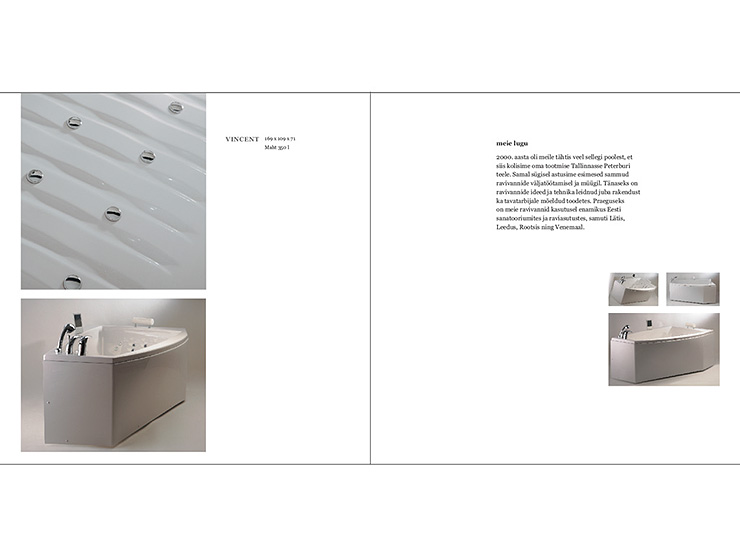 VINCENT 169 x 109 x 71
Maht 350 l
meie lugu
2000. aasta oli meile tähtis veel sellegi poolest, et
siis kolisime oma tootmise Tallinnasse Peterburi
teele. Samal sügisel astusime esimesed sammud
ravivannide väljatöötamisel ja müügil. Tänaseks on
ravivannide ideed ja tehnika leidnud juba rakendust
ka tavatarbijale mõeldud toodetes. Praeguseks
on meie ravivannid kasutusel enamikus Eesti
sanatooriumites ja raviasutustes, samuti Lätis,
Leedus, Rootsis ning Venemaal.